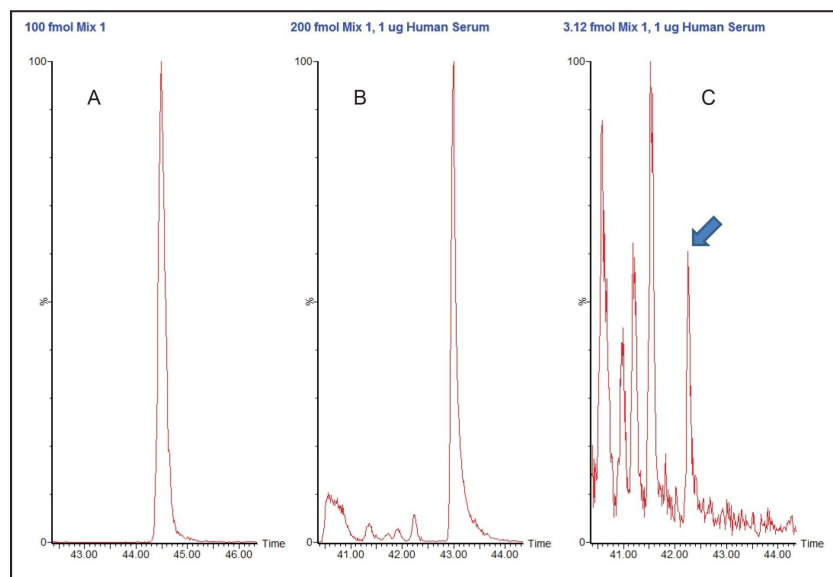 100 fmol Mix 1
200 fmol Mix 1, 1 ug Human Serum
3.12 fmol Mix 1, 1 ug Human Serum
A
B
C
100
%
0
43.00 44.00 45.00 46.00 Time
100
%
0
41.00 42.00 43.00 44.00 Time
100
%
0
41.00 42.00 43.00 44.00 Time